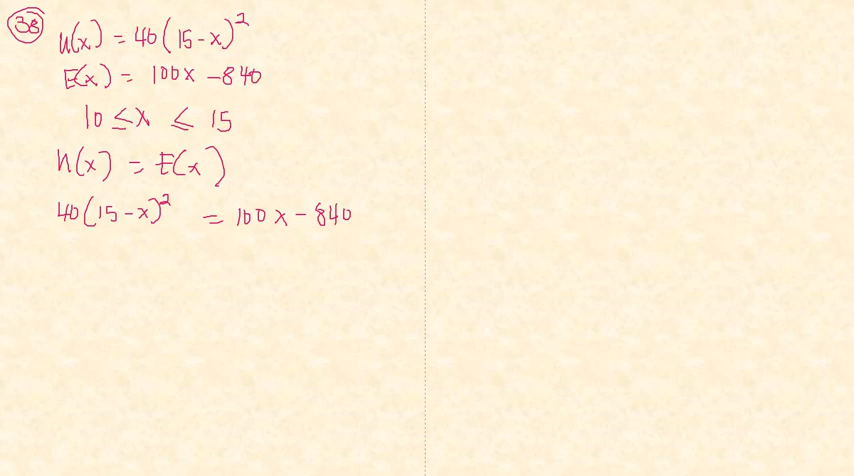 38 n(x) = 40(15-x)²
E(x) = 100x - 840
10 ≤ x ≤ 15
n(x) = E(x)
40(15-x)² = 100x - 840